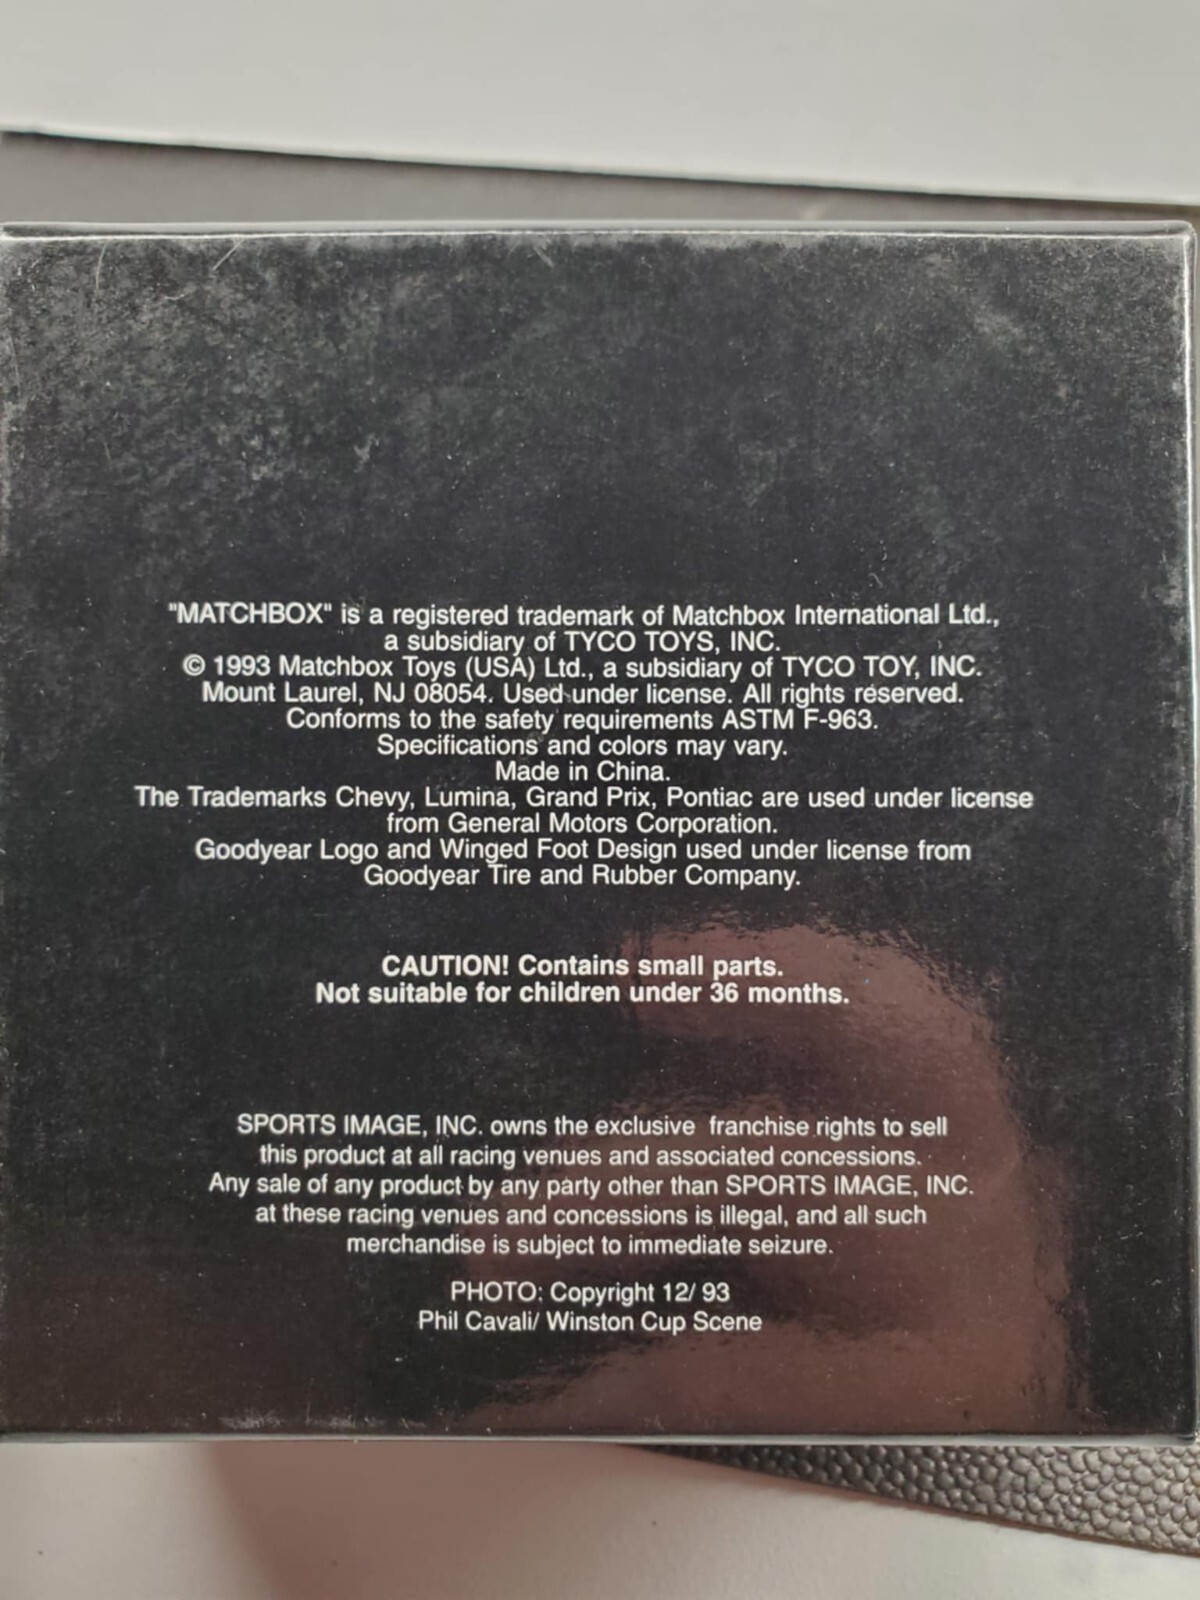 "MATCHBOX" is a registered trademark of Matchbox International Ltd.,
a subsidiary of TYCO TOYS, INC.
© 1993 Matchbox Toys (USA) Ltd., a subsidiary of TYCO TOY, INC.
Mount Laurel, NJ 08054. Used under license. All rights reserved.
Conforms to the safety requirements ASTM F-963.
Specifications and colors may vary.
Made in China.
The Trademarks Chevy, Lumina, Grand Prix, Pontiac are used under license
from General Motors Corporation.
Goodyear Logo and Winged Foot Design used under license from
Goodyear Tire and Rubber Company.
CAUTION! Contains small parts.
Not suitable for children under 36 months.
SPORTS IMAGE, INC. owns the exclusive franchise rights to sell
this product at all racing venues and associated concessions.
Any sale of any product by any party other than SPORTS IMAGE, INC.
at these racing venues and concessions is illegal, and all such
merchandise is subject to immediate seizure.
PHOTO: Copyright 12/ 93
Phil Cavali/ Winston Cup Scene